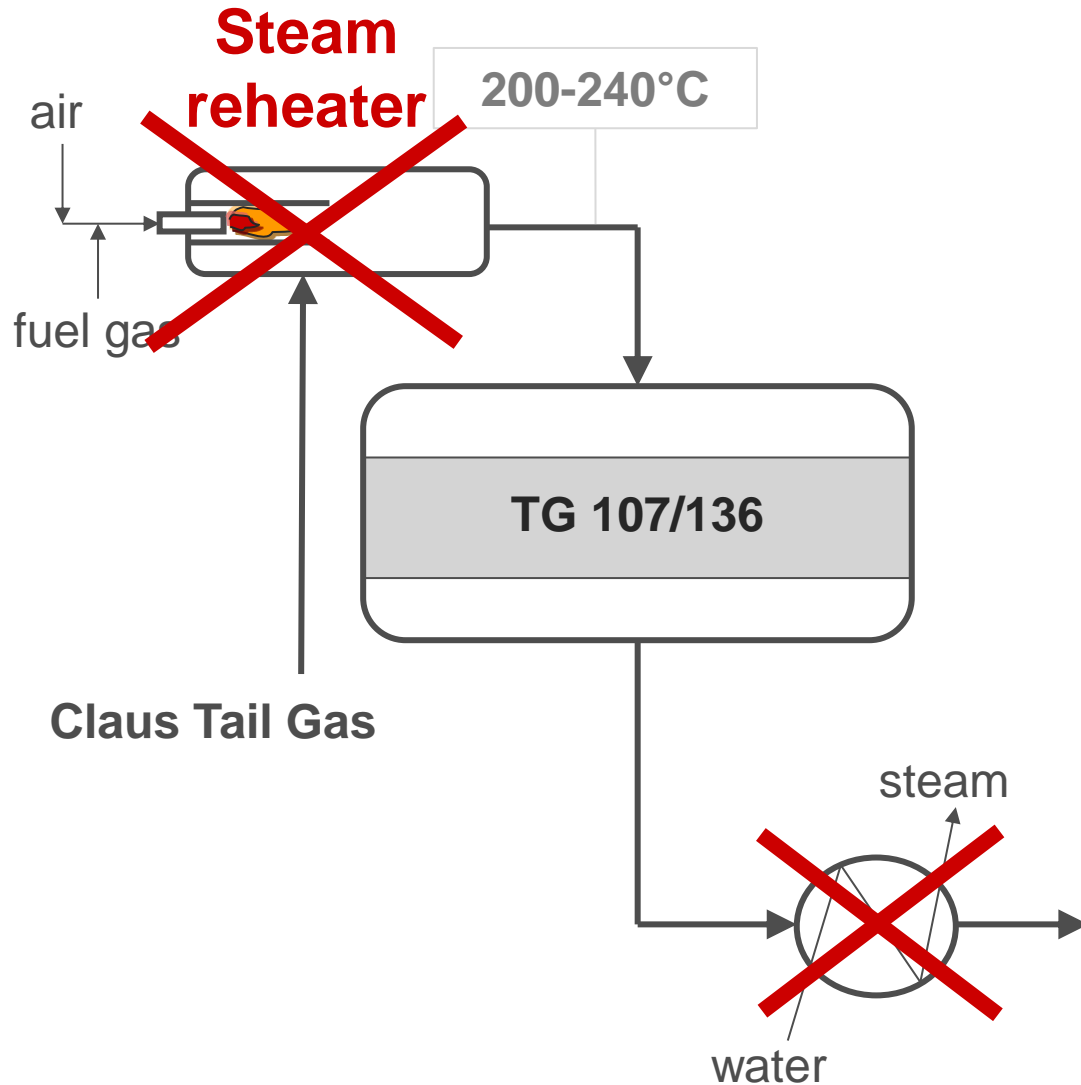 Steam
reheater
200-240°C
air
fuel gas
TG 107/136
Claus Tail Gas
steam
water